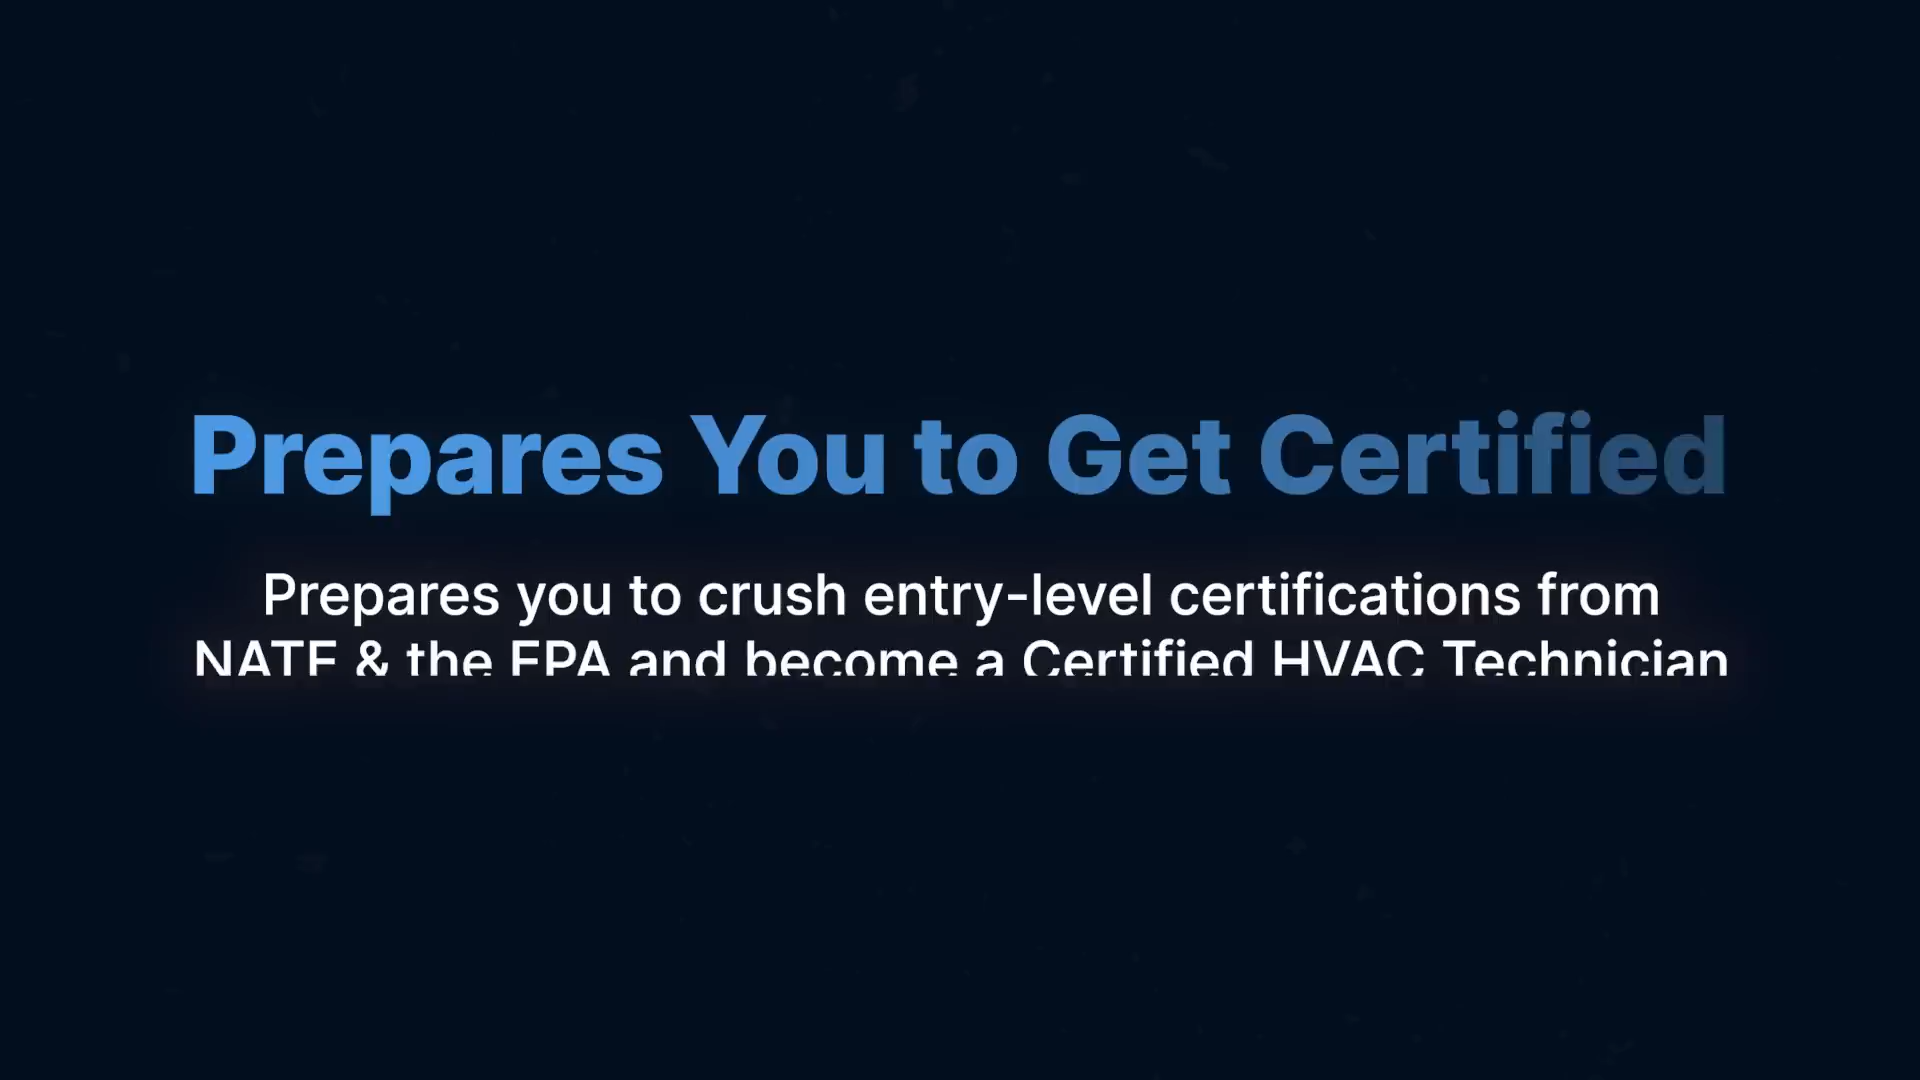 Prepares You to Get Certified
Prepares you to crush entry-level certifications from
NATE & the EPA and become a Certified HVAC Technician